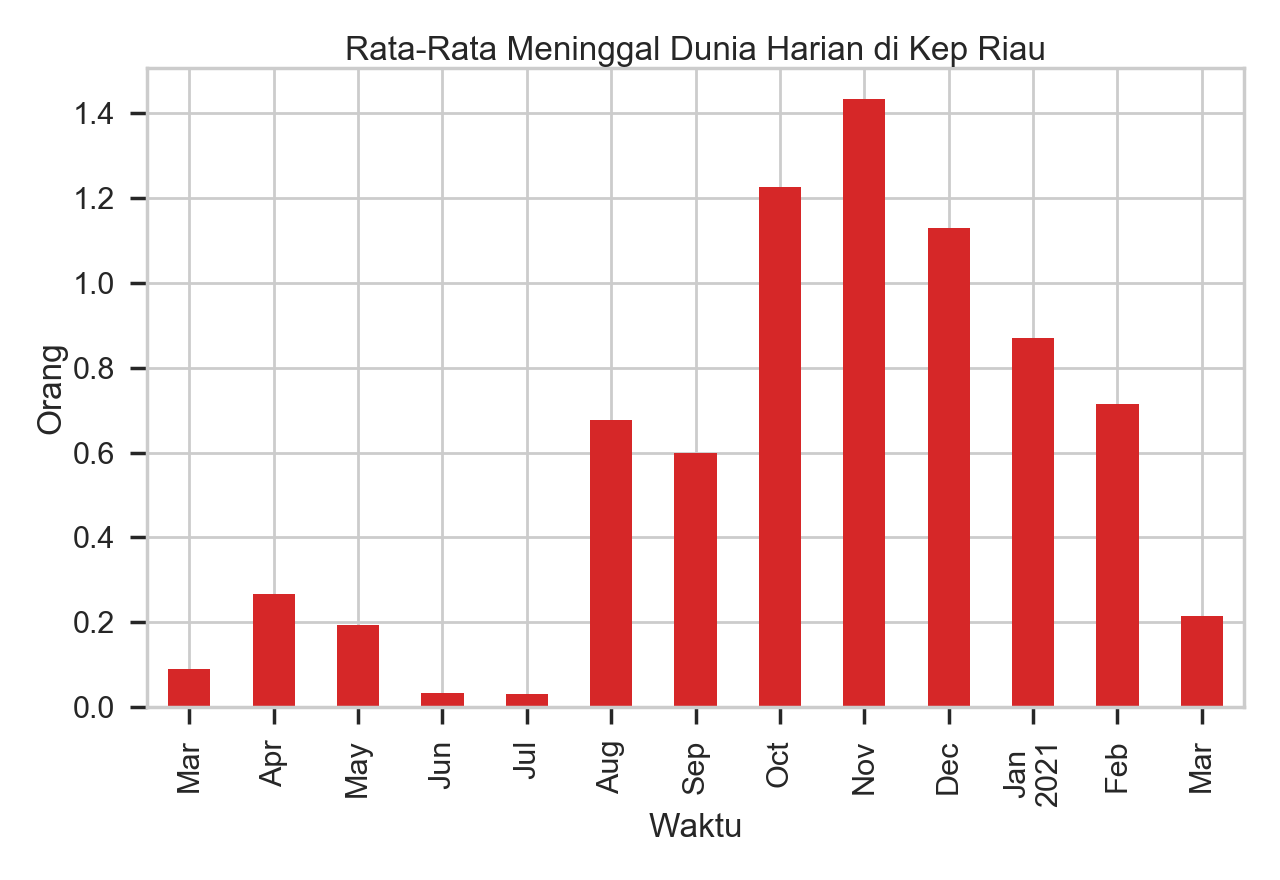 Rata-Rata Meninggal Dunia Harian di Kep Riau
Orang
1.4
1.2
1.0
0.8
0.6
0.4
0.2
0.0
Mar
Apr
May
Jun
Jul
Aug
Sep
Oct
Nov
Dec
Jan
2021
Feb
Mar
Waktu